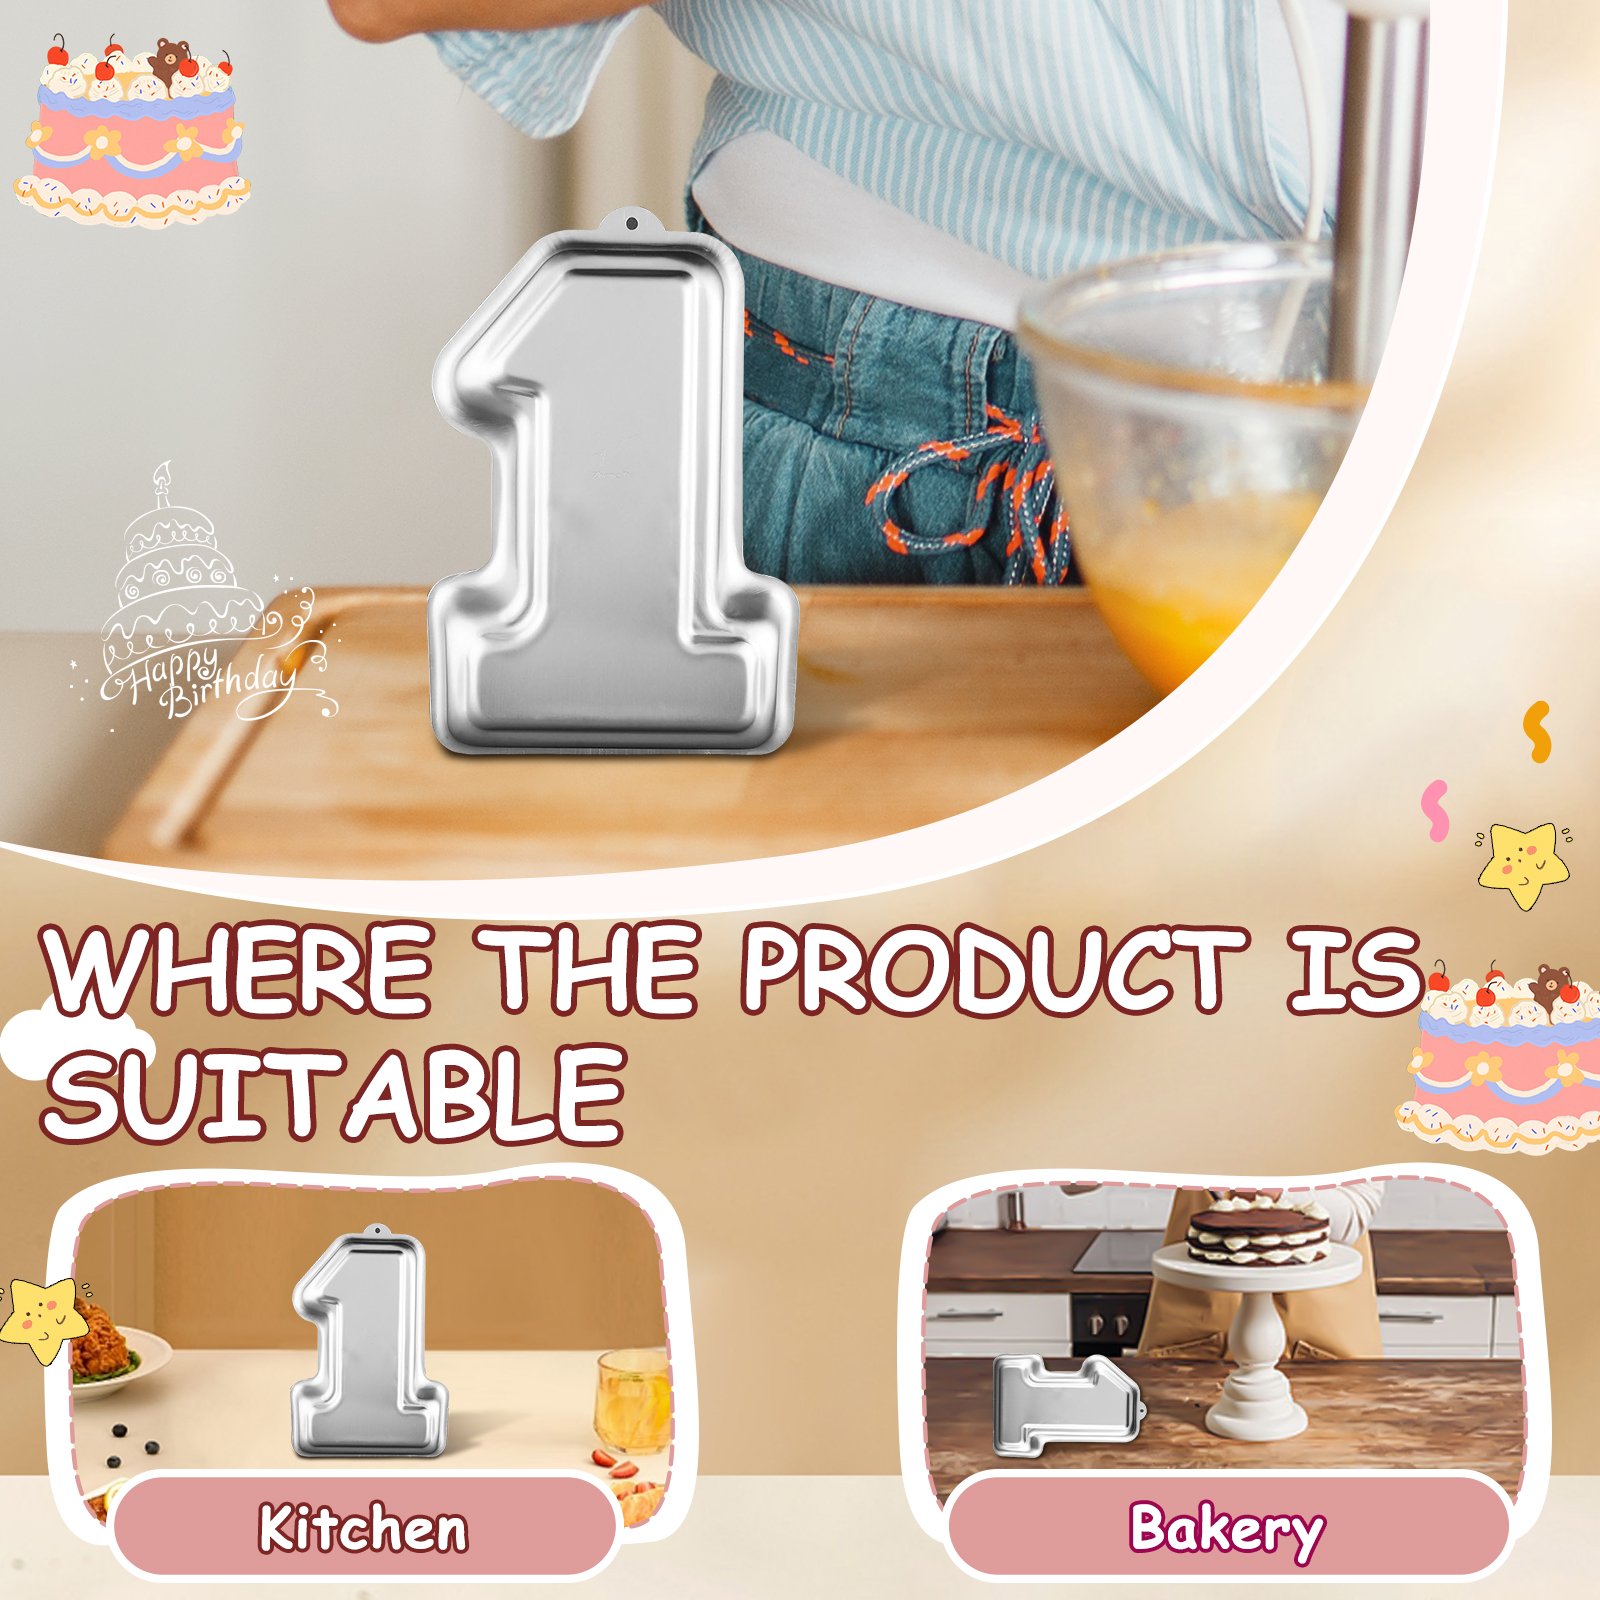 Happy
Birthday
WHERE THE PRODUCT IS
SUITABLE
Kitchen
Bakery